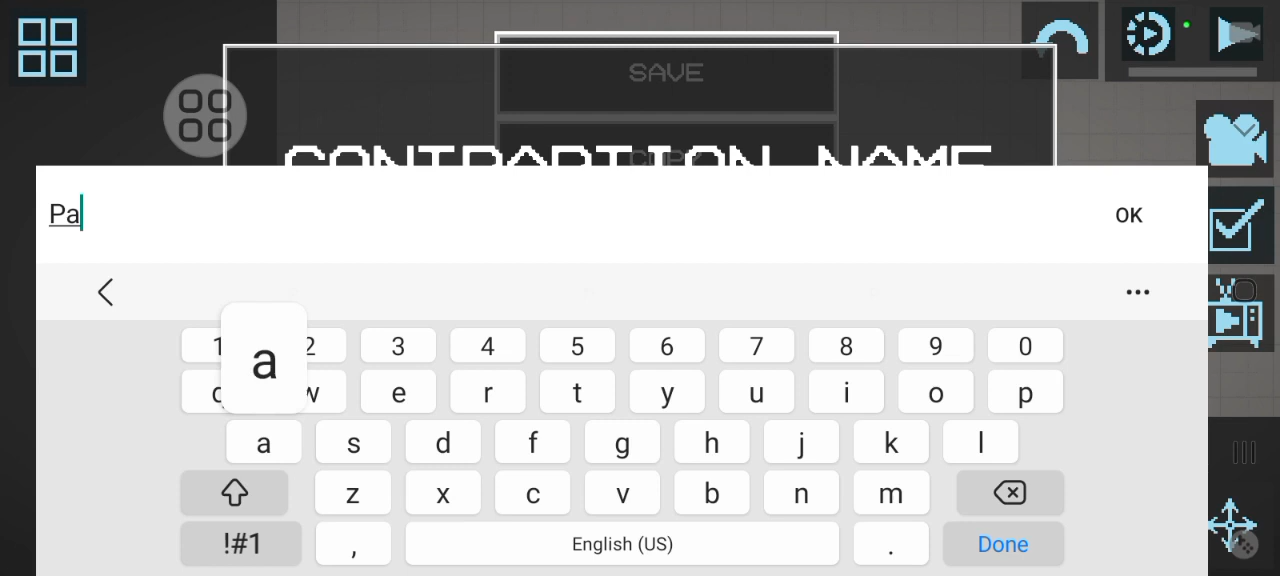 SAVE
COPY
CONTRAPTION NAME
Pa
OK
a
1 2 3 4 5 6 7 8 9 0
q w e r t y u i o p
a s d f g h j k l
z x c v b n m
!#1 , English (US) . Done